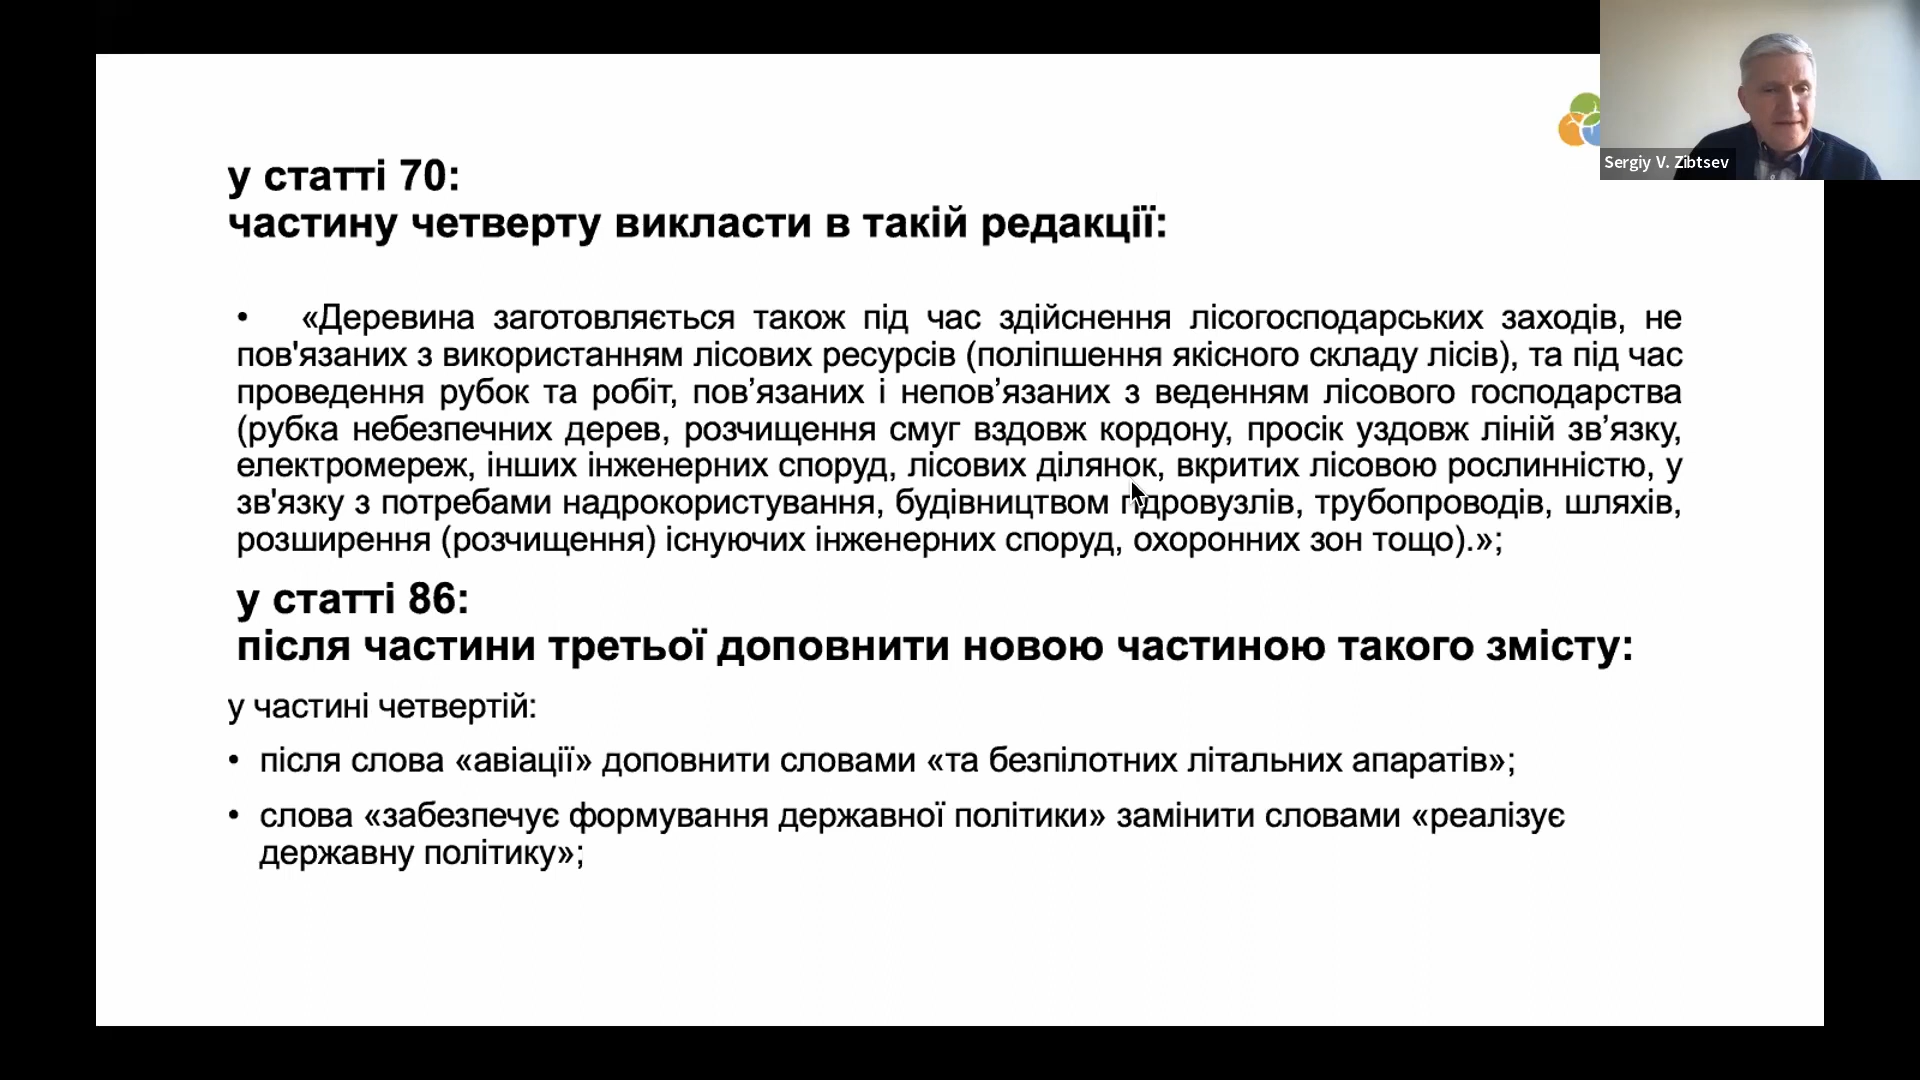 Sergiy V. Zibtsev
у статті 70:
частину четверту викласти в такій редакції:
• «Деревина заготовляється також під час здійснення лісогосподарських заходів, не
пов'язаних з використанням лісових ресурсів (поліпшення якісного складу лісів), та під час
проведення рубок та робіт, пов’язаних і непов’язаних з веденням лісового господарства
(рубка небезпечних дерев, розчищення смуг вздовж кордону, просік уздовж ліній зв’язку,
електромереж, інших інженерних споруд, лісових ділянок, вкритих лісовою рослинністю, у
зв'язку з потребами надрокористування, будівництвом гідровузлів, трубопроводів, шляхів,
розширення (розчищення) існуючих інженерних споруд, охоронних зон тощо).»;
у статті 86:
після частини третьої доповнити новою частиною такого змісту:
у частині четвертій:
• після слова «авіації» доповнити словами «та безпілотних літальних апаратів»;
• слова «забезпечує формування державної політики» замінити словами «реалізує
державну політику»;